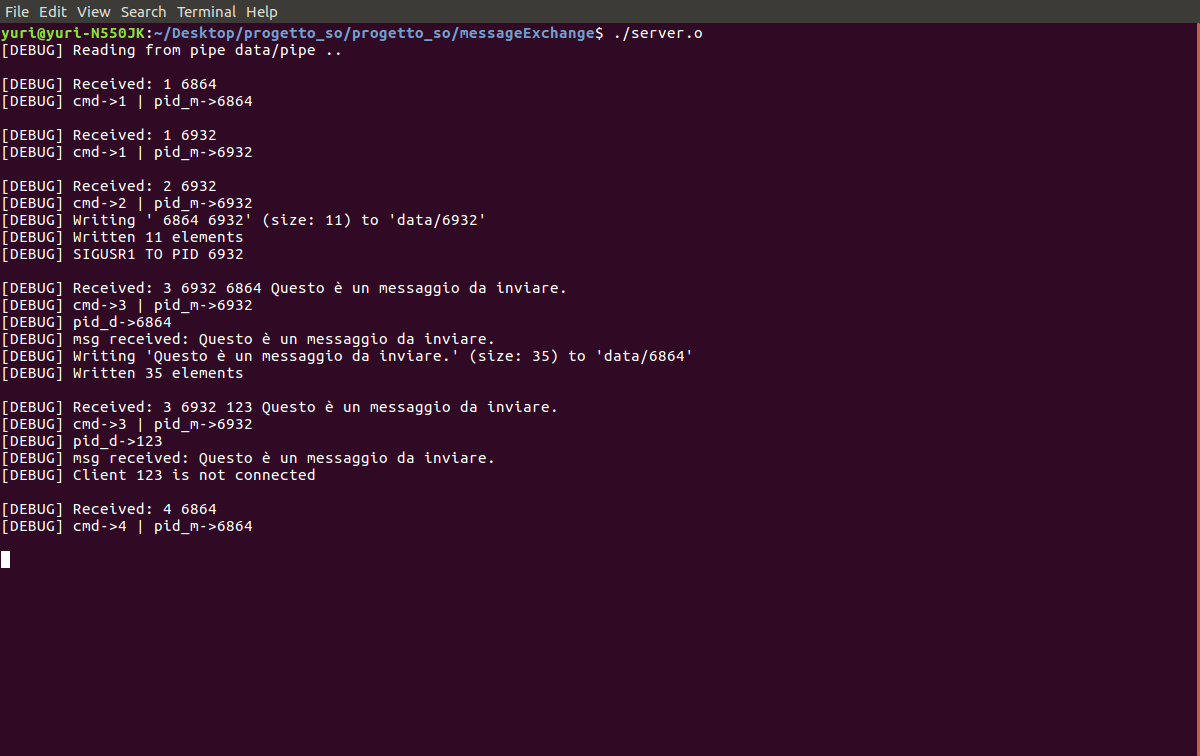 File Edit View Search Terminal Help
yuri@yuri-N550JK:~/Desktop/progetto_so/progetto_so/messageExchange$ ./server.o
[DEBUG] Reading from pipe data/pipe ..
[DEBUG] Received: 1 6864
[DEBUG] cmd->1 | pid_m->6864
[DEBUG] Received: 1 6932
[DEBUG] cmd->1 | pid_m->6932
[DEBUG] Received: 2 6932
[DEBUG] cmd->2 | pid_m->6932
[DEBUG] Writing ' 6864 6932' (size: 11) to 'data/6932'
[DEBUG] Written 11 elements
[DEBUG] SIGUSR1 TO PID 6932
[DEBUG] Received: 3 6932 6864 Questo è un messaggio da inviare.
[DEBUG] cmd->3 | pid_m->6932
[DEBUG] pid_d->6864
[DEBUG] msg received: Questo è un messaggio da inviare.
[DEBUG] Writing 'Questo è un messaggio da inviare.' (size: 35) to 'data/6864'
[DEBUG] Written 35 elements
[DEBUG] Received: 3 6932 123 Questo è un messaggio da inviare.
[DEBUG] cmd->3 | pid_m->6932
[DEBUG] pid_d->123
[DEBUG] msg received: Questo è un messaggio da inviare.
[DEBUG] Client 123 is not connected
[DEBUG] Received: 4 6864
[DEBUG] cmd->4 | pid_m->6864